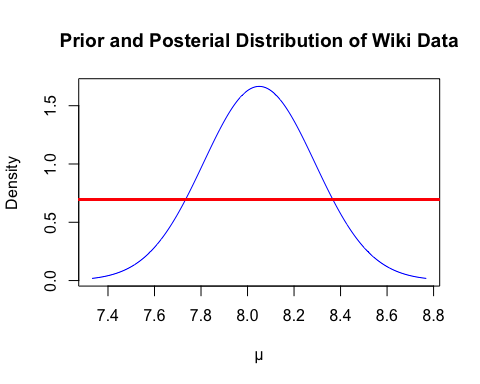 Prior and Posterial Distribution of Wiki Data
Density
1.5
1.0
0.5
0.0
7.4 7.6 7.8 8.0 8.2 8.4 8.6 8.8
μ